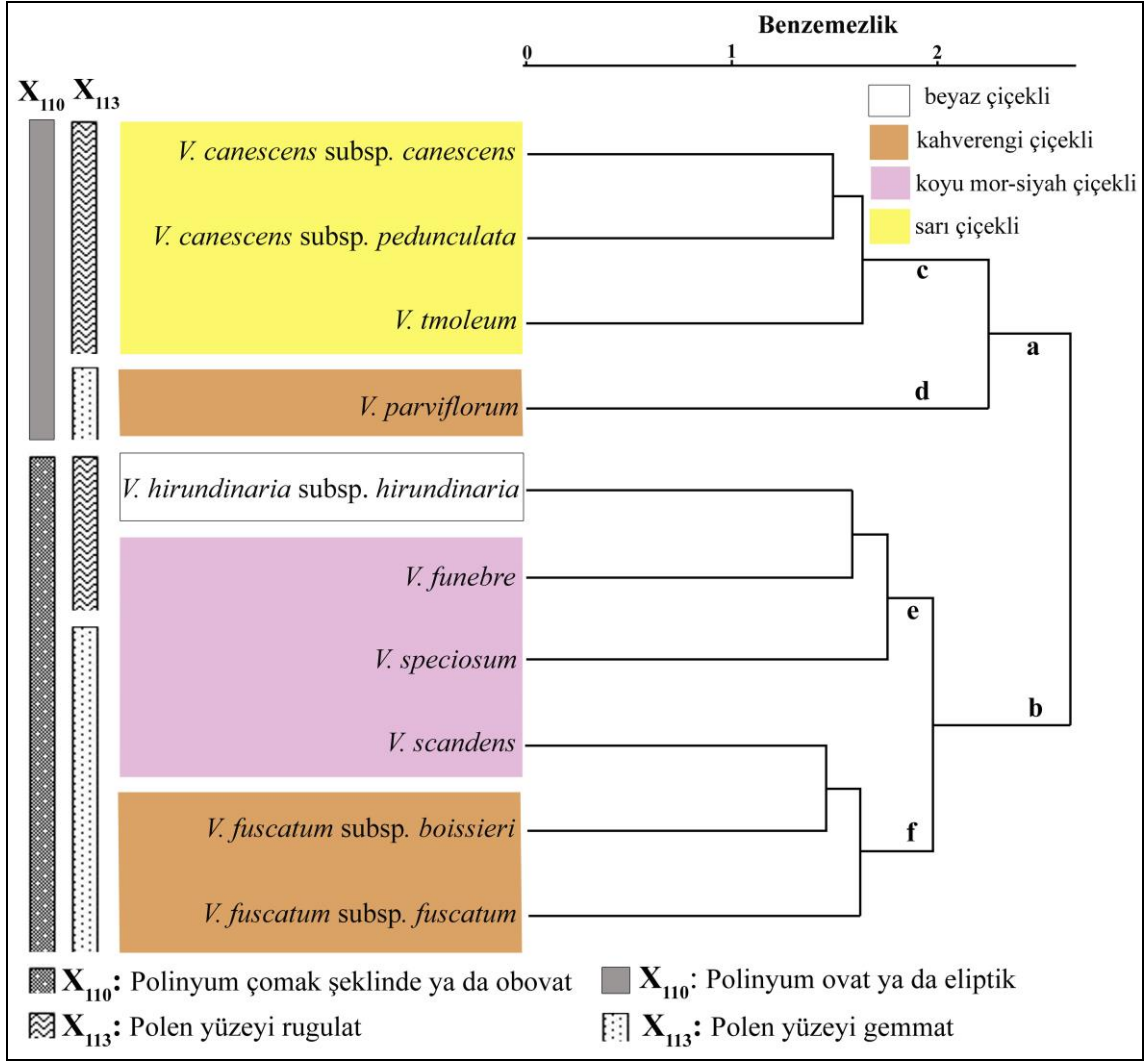 Benzemezlik
0 1 2
X110 X113
beyaz çiçekli
kahverengi çiçekli
koyu mor-siyah çiçekli
sarı çiçekli
V. canescens subsp. canescens
V. canescens subsp. pedunculata
c
V. tmoleum
a
d
V. parviflorum
V. hirundinaria subsp. hirundinaria
V. funebre
e
V. speciosum
b
V. scandens
V. fuscatum subsp. boissieri
f
V. fuscatum subsp. fuscatum
X110: Polinyum çomak şeklinde ya da obovat
X110: Polinyum ovat ya da eliptik
X113: Polen yüzeyi rugulat
X113: Polen yüzeyi gemmat